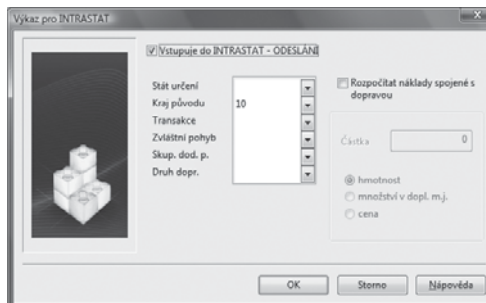 Výkaz pro INTRASTAT
Vstupuje do INTRASTAT - ODESLÁNÍ
Stát určení
Kraj původu 10
Transakce
Zvláštní pohyb
Skup. dod. p.
Druh dopr.
Rozpočítat náklady spojené s
dopravou
Částka 0
hmotnost
množství v dopl. m.j.
cena
OK Storno Nápověda